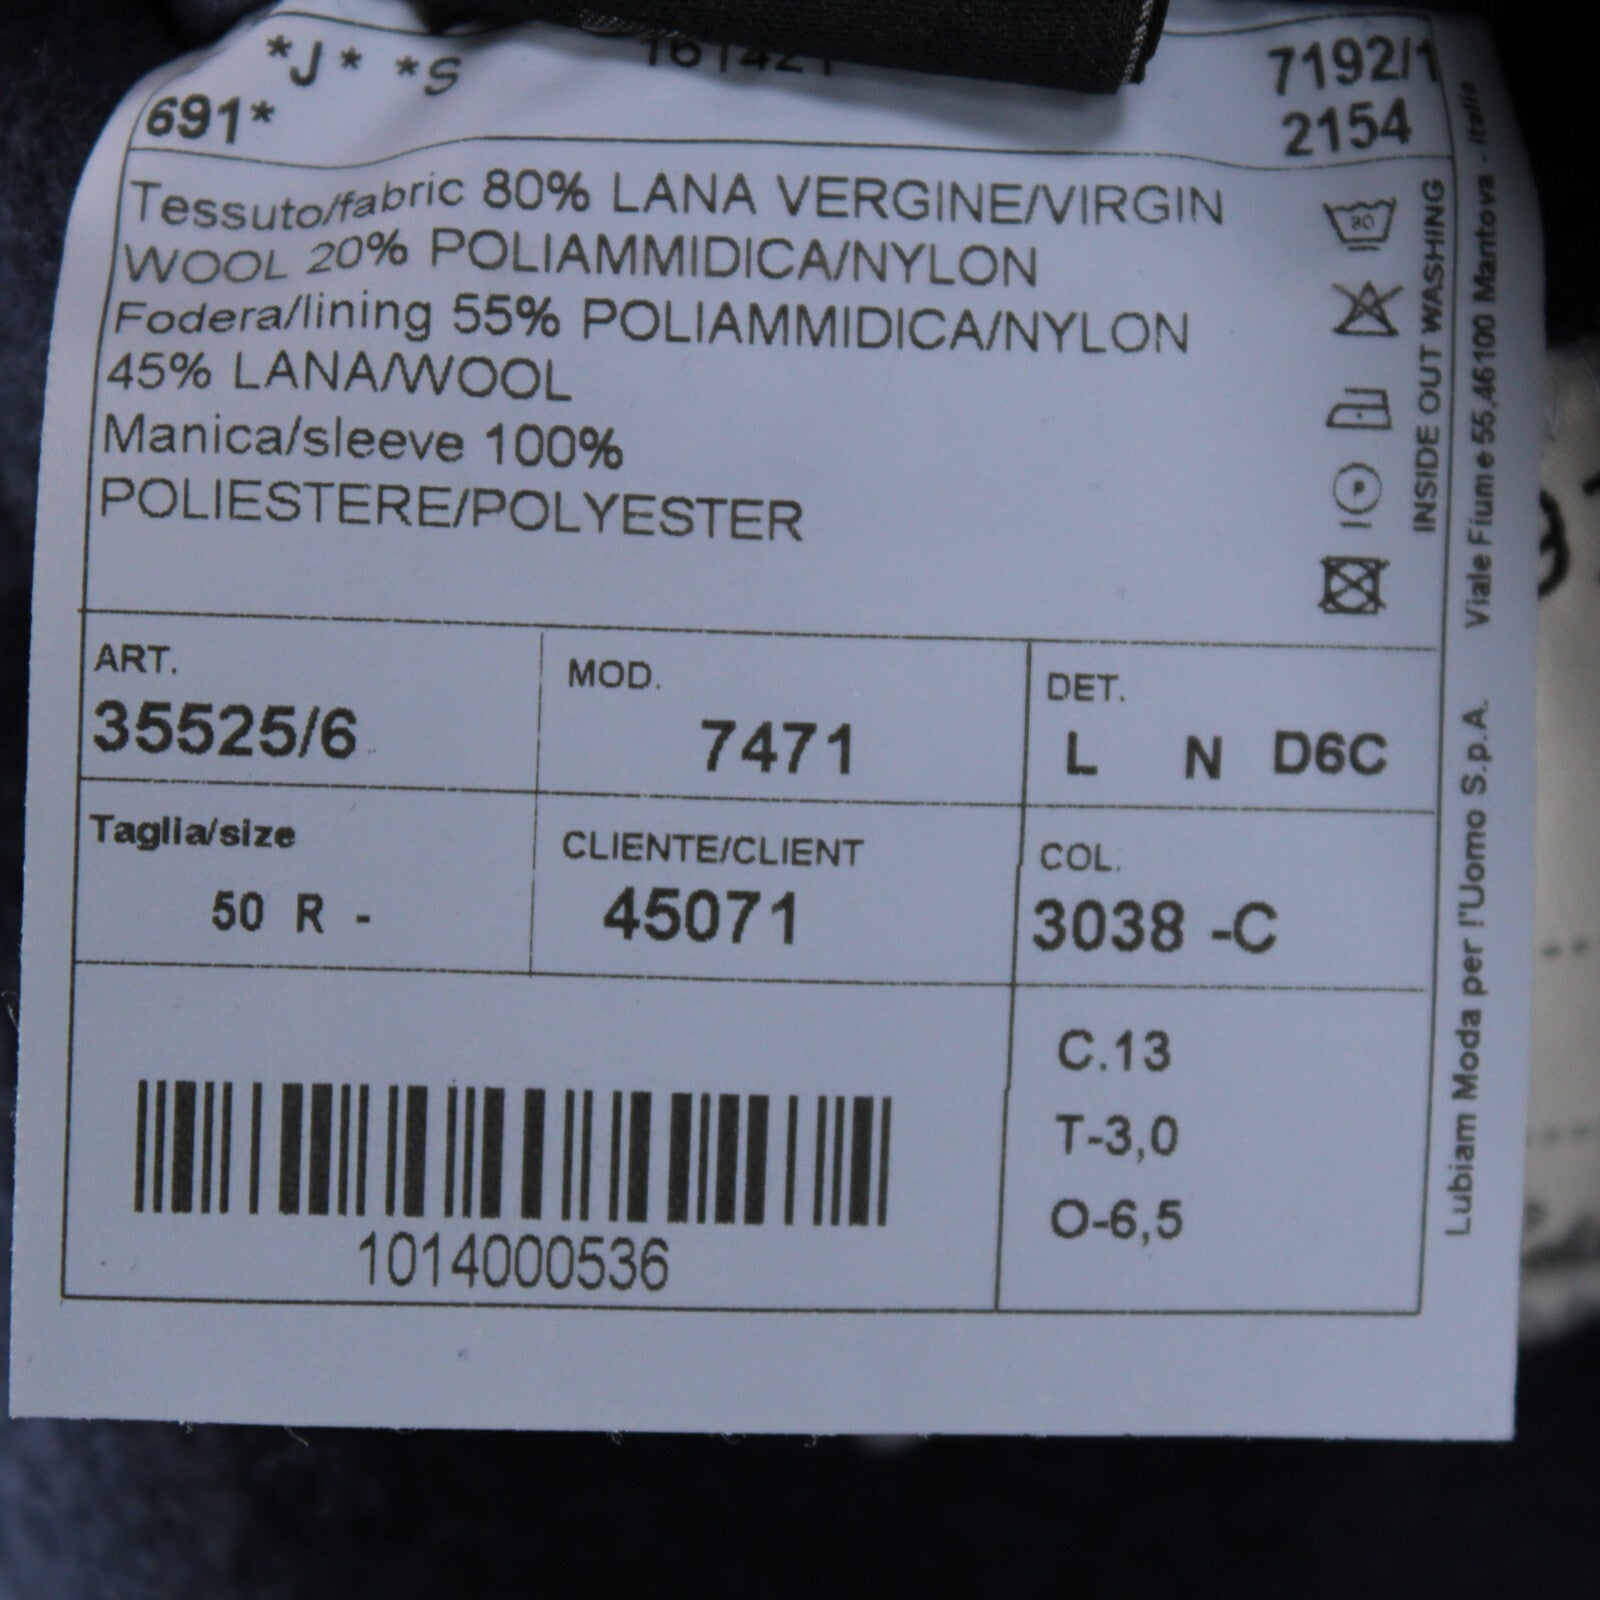 *J* *S
7192/1
691*
2154
Tessuto/fabric 80% LANA VERGINE/VIRGIN
WOOL 20% POLIAMMIDICA/NYLON
Fodera/lining 55% POLIAMMIDICA/NYLON
45% LANA/WOOL
Manica/sleeve 100%
POLIESTERE/POLYESTER
30
P
INSIDE OUT WASHING
ART.
35525/6
MOD.
7471
DET.
L N D6C
Taglia/size
50 R -
CLIENTE/CLIENT
45071
COL.
3038 -C
1014000536
C.13
T-3,0
O-6,5
Lubiam Moda per l'Uomo S.p.A. Viale Fiume 55,46100 Mantova - Italia